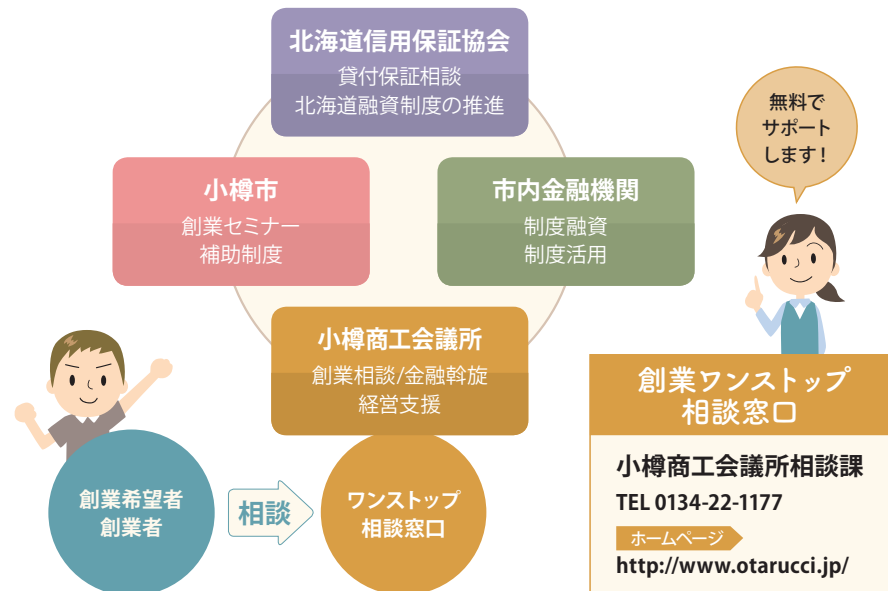 北海道信用保証協会
貸付保証相談
北海道融資制度の推進
無料で
サポート
します！
小樽市
創業セミナー
補助制度
市内金融機関
制度融資
制度活用
小樽商工会議所
創業相談/金融斡旋
経営支援
創業希望者
創業者
相談
ワンストップ
相談窓口
創業ワンストップ
相談窓口
小樽商工会議所相談課
TEL 0134-22-1177
ホームページ
http://www.otarucci.jp/